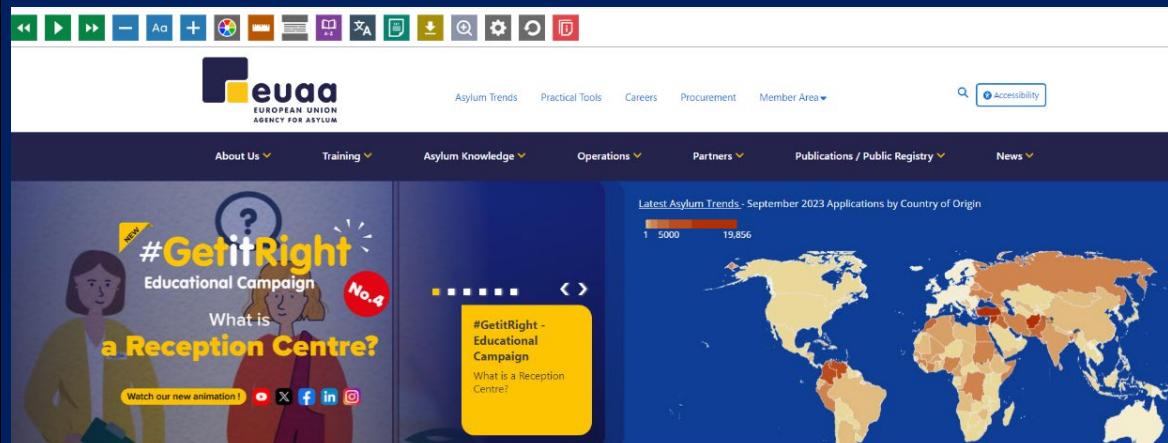 Aa
A-Z
euaa
EUROPEAN UNION
AGENCY FOR ASYLUM
Asylum Trends Practical Tools Careers Procurement Member Area
Accessibility
About Us Training Asylum Knowledge Operations Partners Publications / Public Registry News
NEW
#GetitRight
Educational Campaign
No.4
What is
a Reception Centre?
Watch our new animation !
#GetitRight -
Educational
Campaign
What is a Reception
Centre?
Latest Asylum Trends - September 2023 Applications by Country of Origin
1 5000 19,856